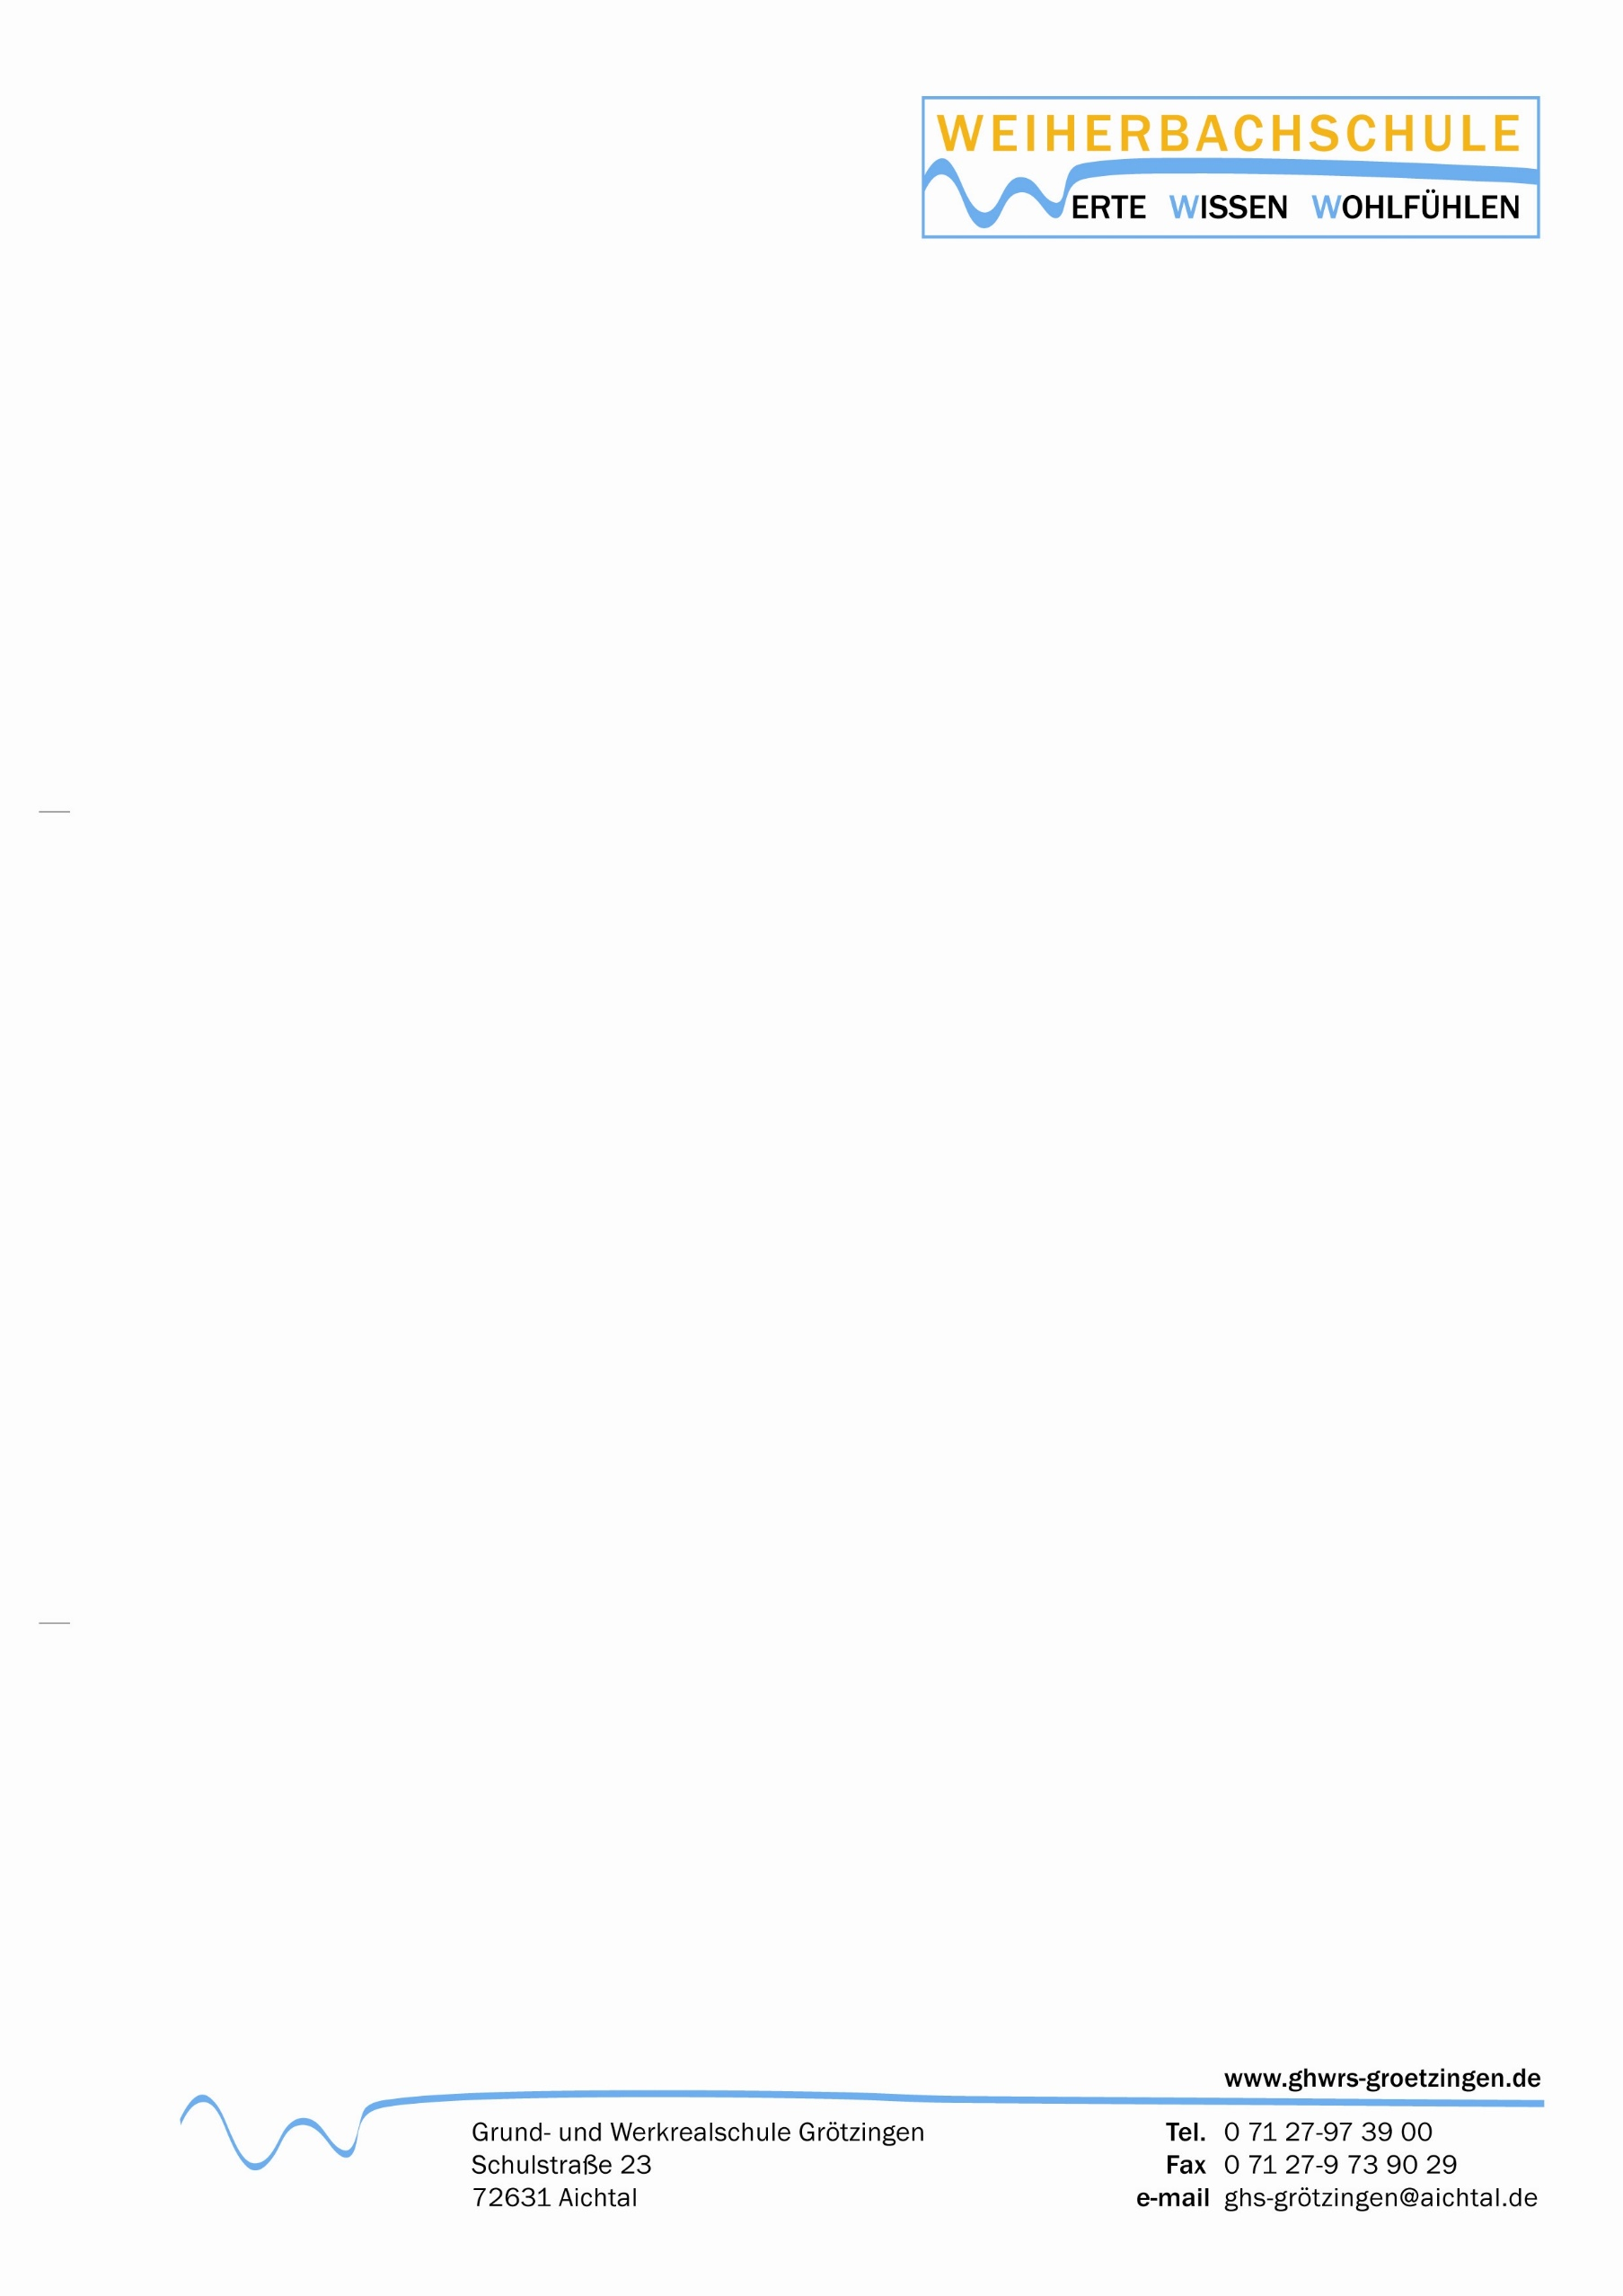 WEIHERBACHSCHULE
WERTE WISSEN WOHLFÜHLEN
www.ghwrs-groetzingen.de
Grund- und Werkrealschule Grötzingen
Schulstraße 23
72631 Aichtal
Tel. 0 71 27-97 39 00
Fax 0 71 27-9 73 90 29
e-mail ghs-grötzingen@aichtal.de